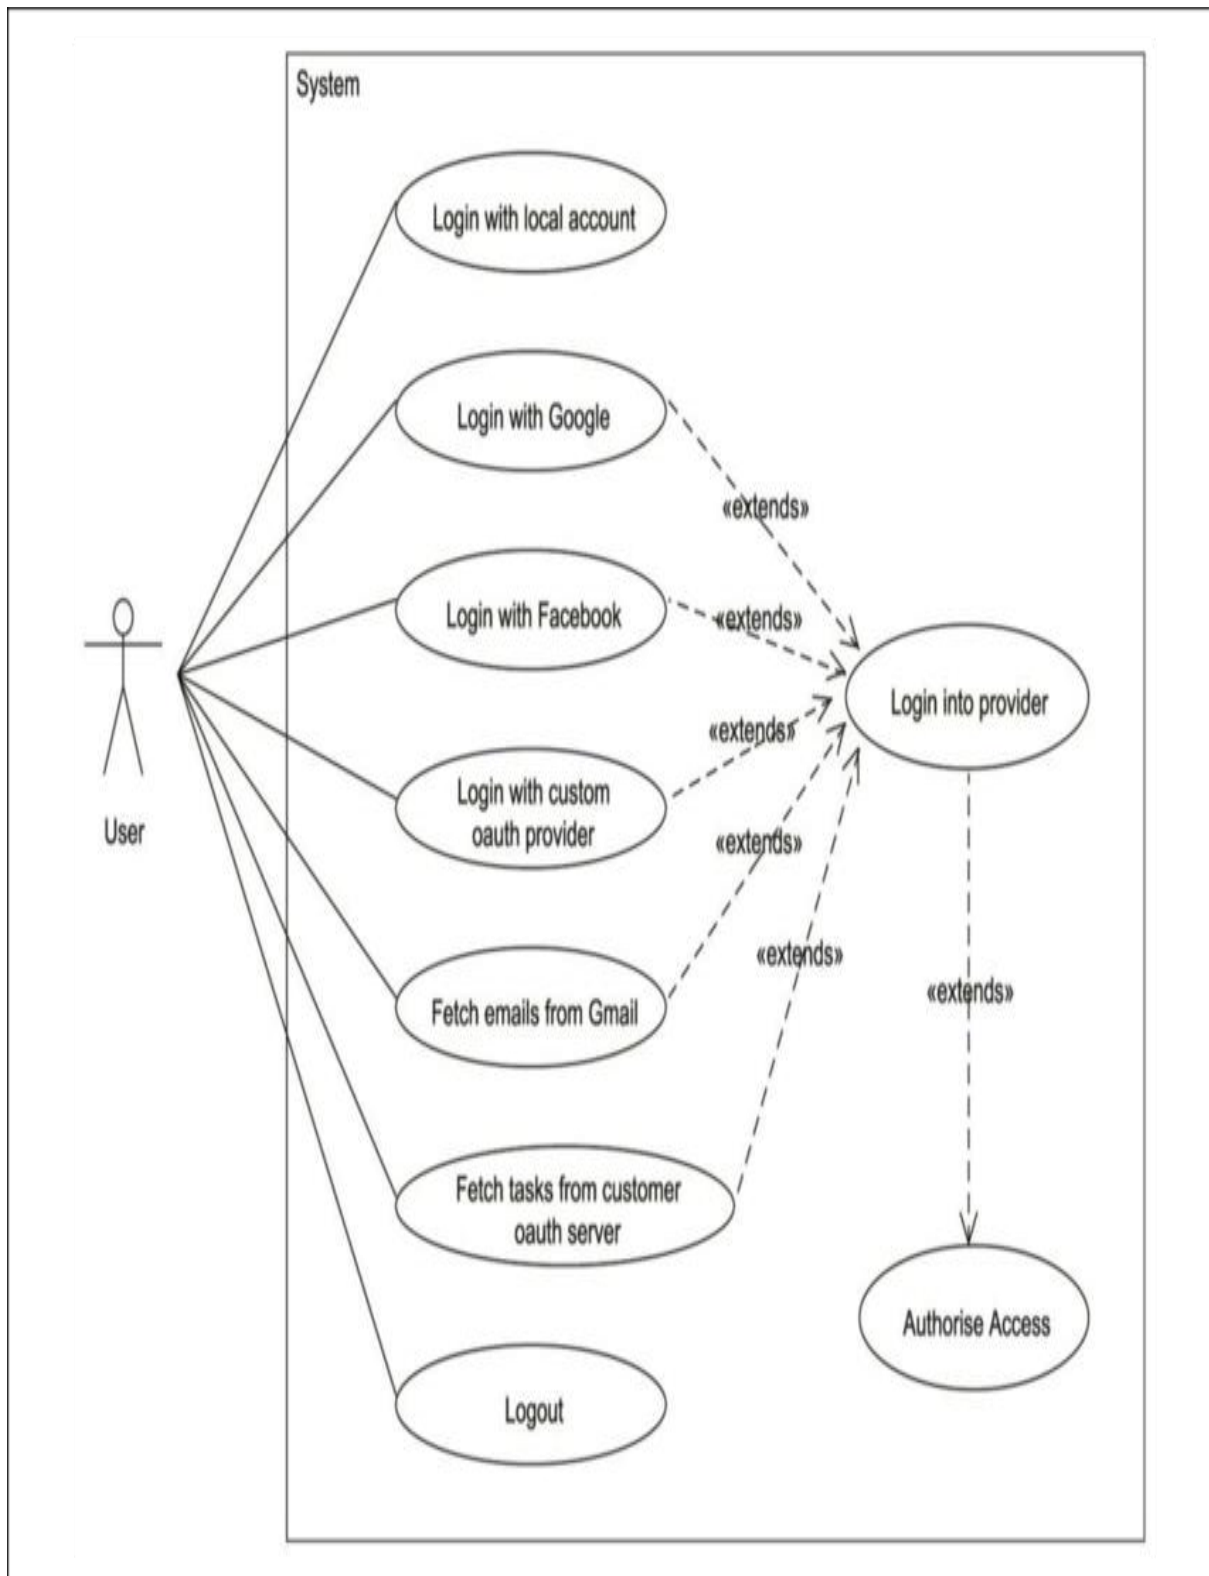 System
Login with local account
Login with Google
«extends»
Login with Facebook
«extends»
Login into provider
«extends»
Login with custom
oauth provider
User
«extends»
«extends»
«extends»
Fetch emails from Gmail
Fetch tasks from customer
oauth server
Authorise Access
Logout